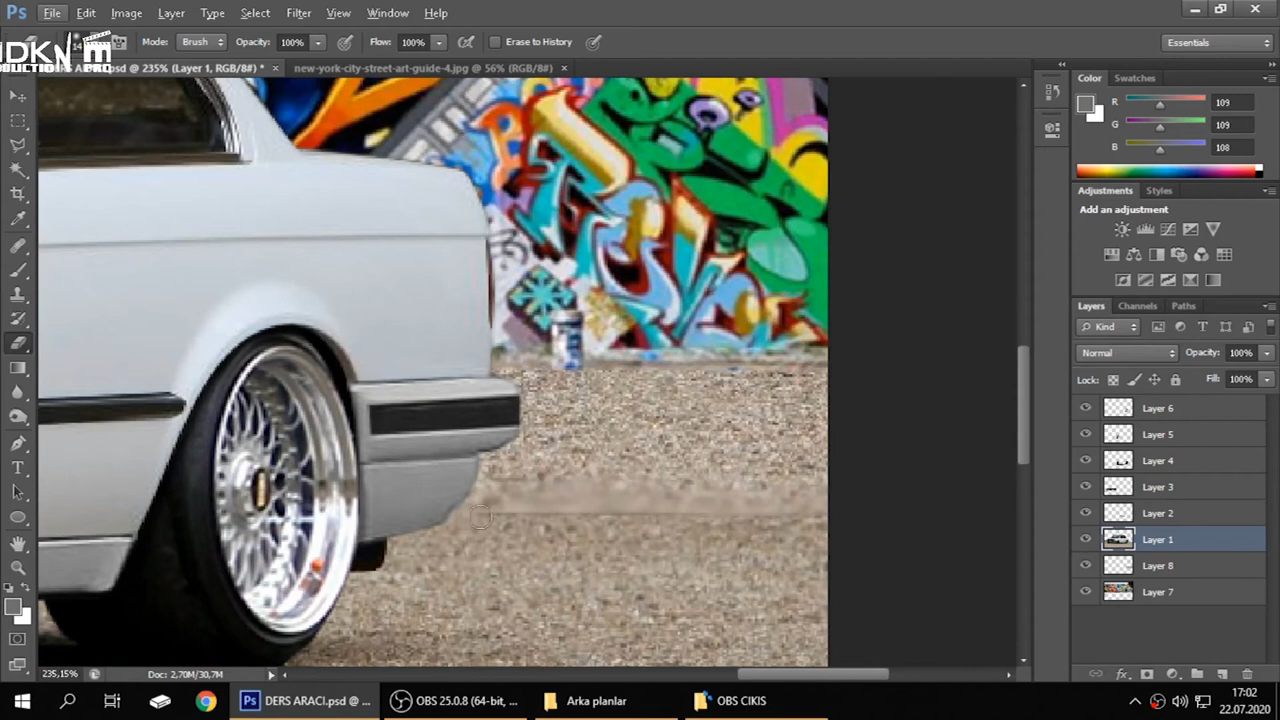 Ps File Edit Image Layer Type Select Filter View Window Help
14 Mode: Brush Opacity: 100% Flow: 100% Erase to History Essentials
.psd @ 235% (Layer 1, RGB/8#) * × new-york-city-street-art-guide-4.jpg @ 56% (RGB/8#) ×
Color Swatches
R 109
G 109
B 108
Adjustments Styles
Add an adjustment
Layers Channels Paths
Kind
Normal Opacity: 100%
Lock: Fill: 100%
Layer 6
Layer 5
Layer 4
Layer 3
Layer 2
Layer 1
Layer 8
Layer 7
235,15% Doc: 2,70M/30,7M
Ps DERS ARACI.psd @ ... OBS 25.0.8 (64-bit, ... Arka planlar OBS CIKIS
17:02
22.07.2020